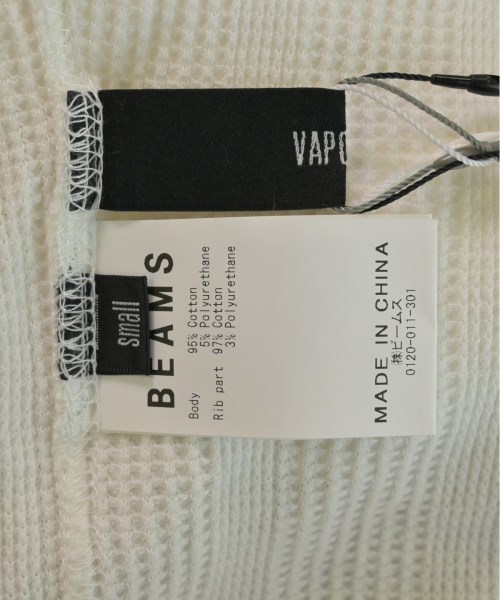 VAPO
small
BEAMS
Body 95% Cotton
5% Polyurethane
Rib part 97% Cotton
3% Polyurethane
MADE IN CHINA
㈱ビームス
0120-011-301